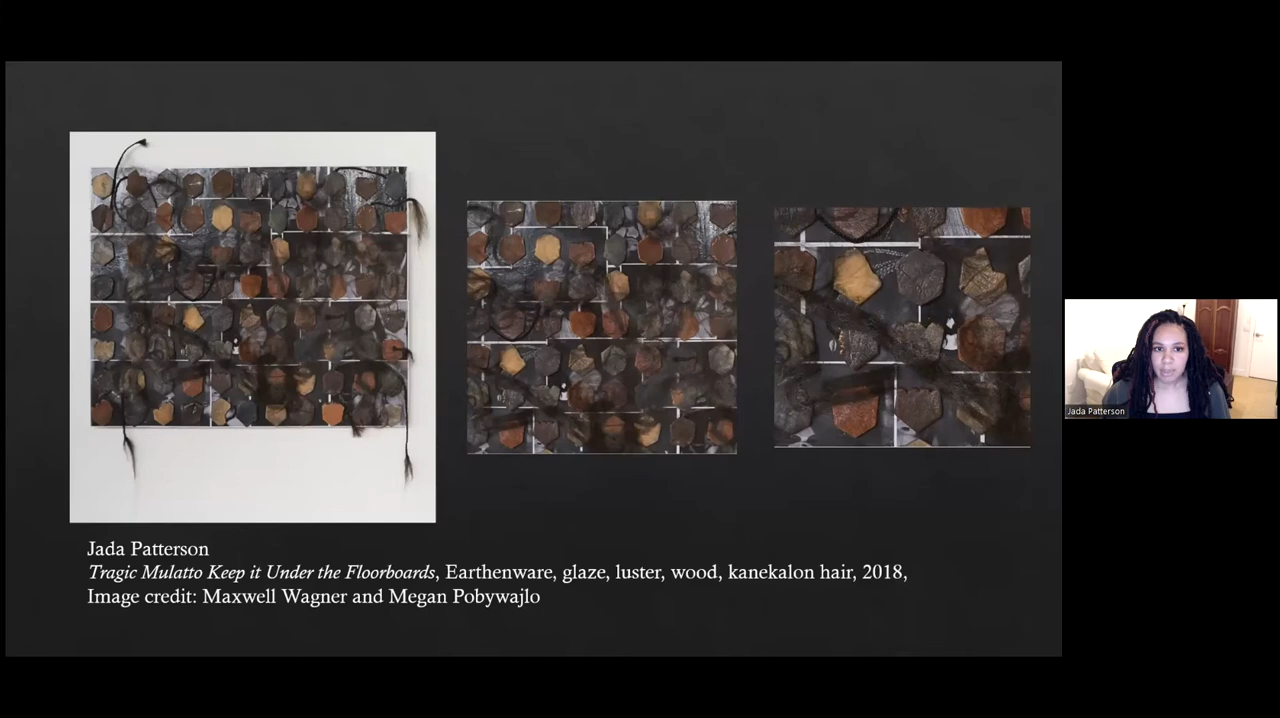 Jada Patterson
Tragic Mulatto Keep it Under the Floorboards, Earthenware, glaze, luster, wood, kanekalon hair, 2018,
Image credit: Maxwell Wagner and Megan Pobywajlo
Jada Patterson